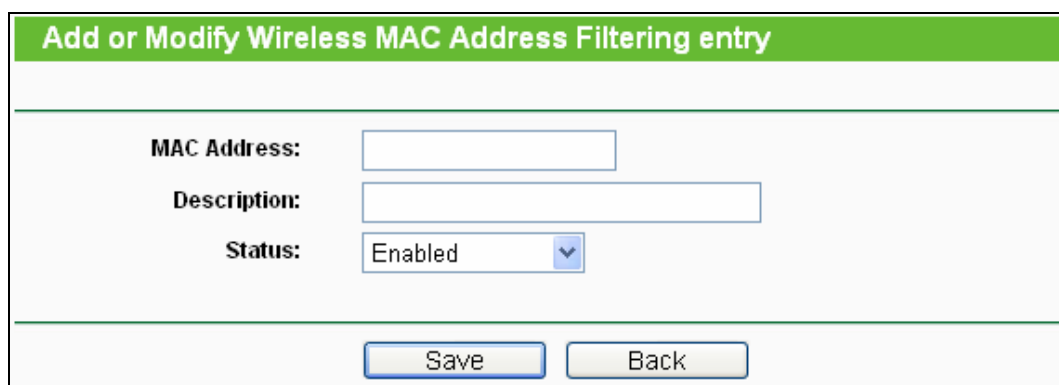 Add or Modify Wireless MAC Address Filtering entry
MAC Address:
Description:
Status: Enabled
Save Back